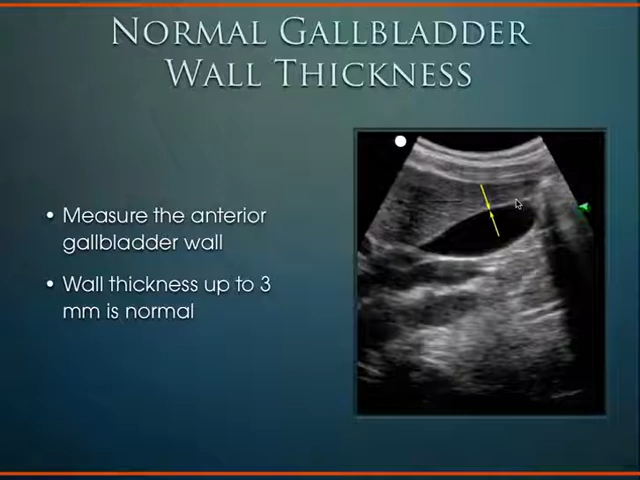 NORMAL GALLBLADDER
WALL THICKNESS
• Measure the anterior
gallbladder wall
• Wall thickness up to 3
mm is normal